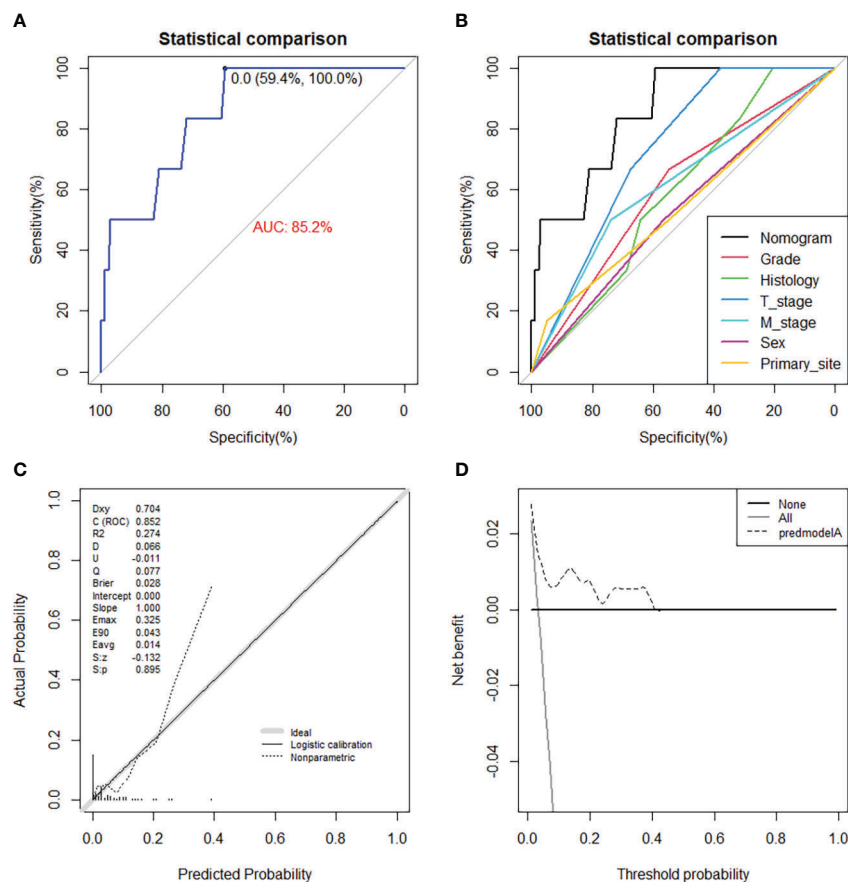 A
Statistical comparison
100
80
60
40
20
0
Sensitivity(%)
0.0 (59.4%, 100.0%)
AUC: 85.2%
100
80
60
40
20
0
Specificity(%)
B
Statistical comparison
100
80
60
40
20
0
Sensitivity(%)
Nomogram
Grade
Histology
T_stage
M_stage
Sex
Primary_site
100
80
60
40
20
0
Specificity(%)
C
1.0
0.8
0.6
0.4
0.2
0.0
Actual Probability
Dxy 0.704
C (ROC) 0.852
R2 0.274
D 0.066
U -0.011
Q 0.077
Brier 0.028
Intercept 0.000
Slope 1.000
Emax 0.325
E90 0.043
Eavg 0.014
S:z -0.132
S:p 0.895
Ideal
Logistic calibration
Nonparametric
0.0
0.2
0.4
0.6
0.8
1.0
Predicted Probability
D
0.02
0.00
-0.02
-0.04
Net benefit
None
All
predmodelA
0.0
0.2
0.4
0.6
0.8
1.0
Threshold probability